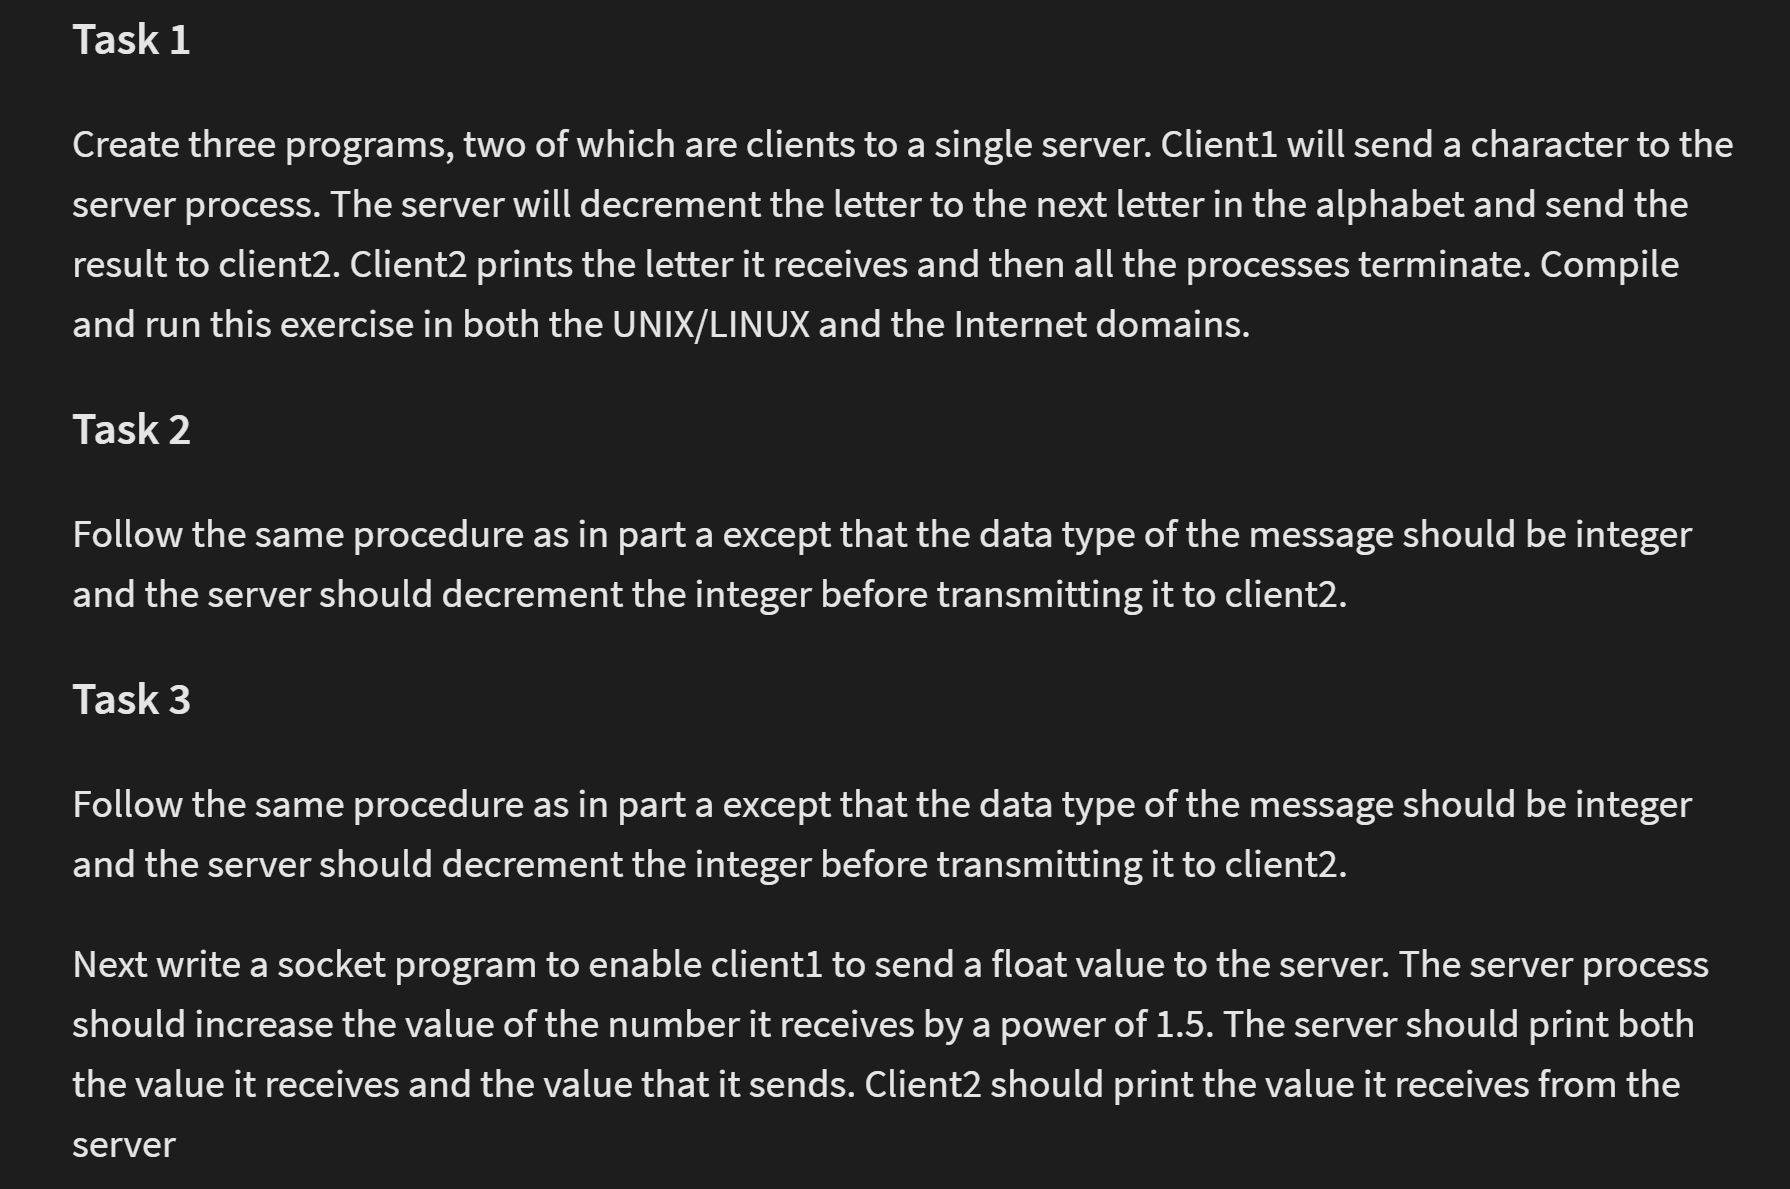 Task 1
Create three programs, two of which are clients to a single server. Client1 will send a character to the
server process. The server will decrement the letter to the next letter in the alphabet and send the
result to client2. Client2 prints the letter it receives and then all the processes terminate. Compile
and run this exercise in both the UNIX/LINUX and the Internet domains.
Task 2
Follow the same procedure as in part a except that the data type of the message should be integer
and the server should decrement the integer before transmitting it to client2.
Task 3
Follow the same procedure as in part a except that the data type of the message should be integer
and the server should decrement the integer before transmitting it to client2.
Next write a socket program to enable client1 to send a float value to the server. The server process
should increase the value of the number it receives by a power of 1.5. The server should print both
the value it receives and the value that it sends. Client2 should print the value it receives from the
server